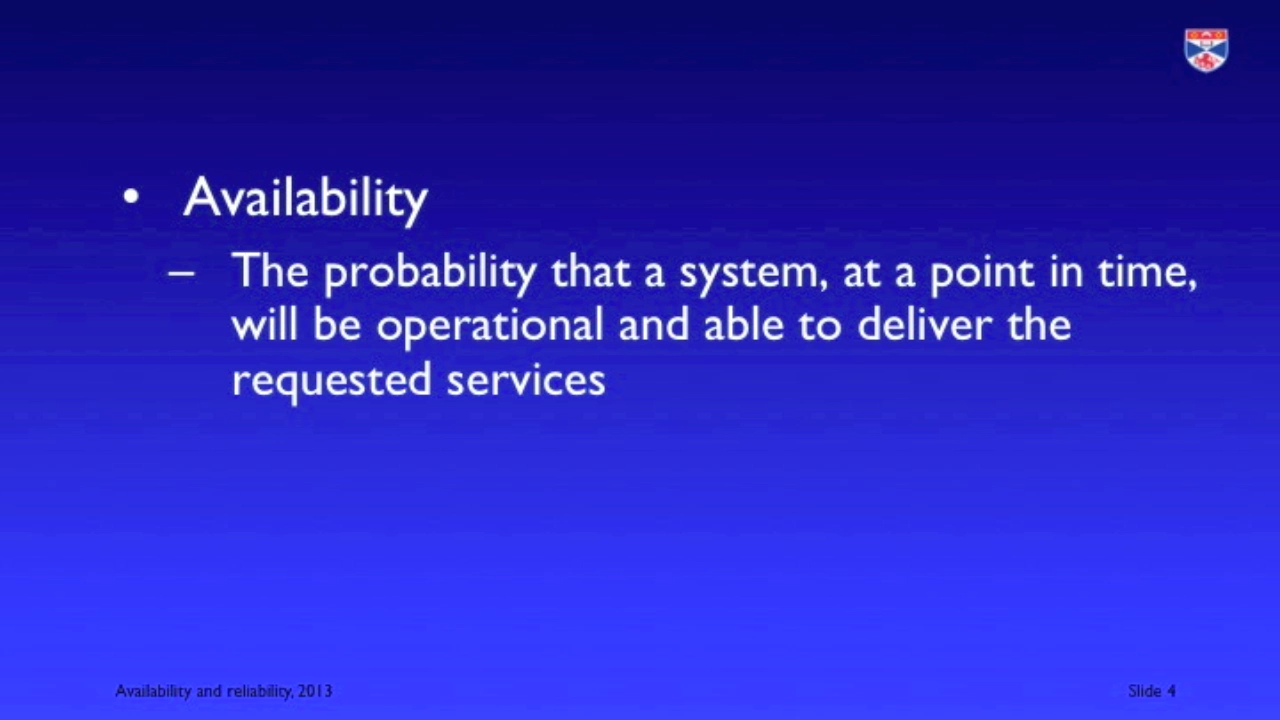 • Availability
– The probability that a system, at a point in time,
will be operational and able to deliver the
requested services
Availability and reliability, 2013
Slide 4